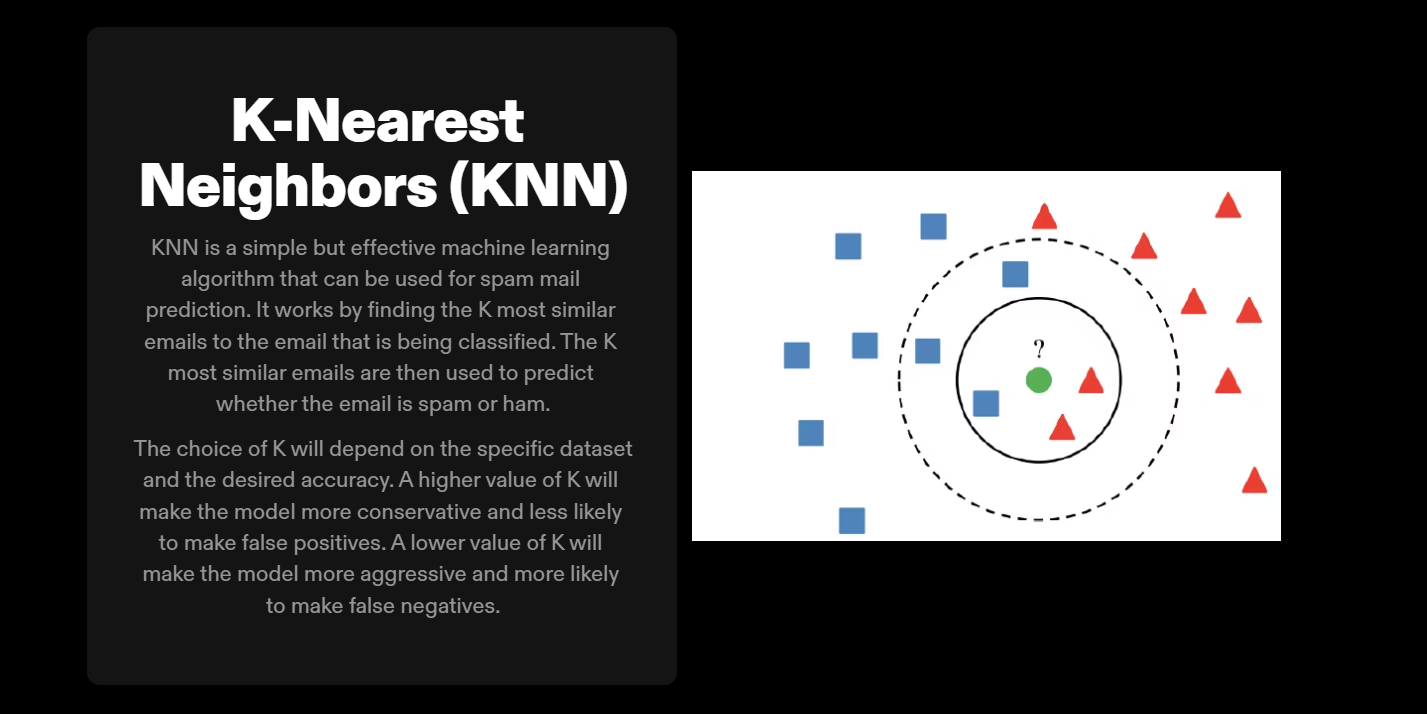 K-Nearest
Neighbors (KNN)
KNN is a simple but effective machine learning
algorithm that can be used for spam mail
prediction. It works by finding the K most similar
emails to the email that is being classified. The K
most similar emails are then used to predict
whether the email is spam or ham.
The choice of K will depend on the specific dataset
and the desired accuracy. A higher value of K will
make the model more conservative and less likely
to make false positives. A lower value of K will
make the model more aggressive and more likely
to make false negatives.
?